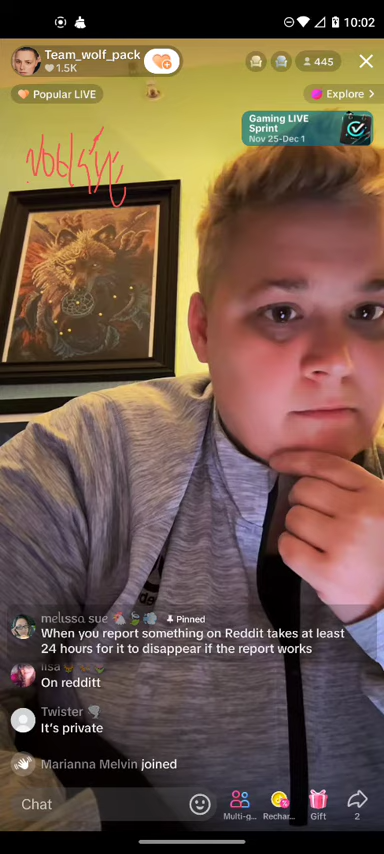 10:02
Team_wolf_pack
1.5K
445
Popular LIVE
Explore >
Gaming LIVE
Sprint
Nov 25-Dec 1
melissa sue
Pinned
When you report something on Reddit takes at least
24 hours for it to disappear if the report works
lisa
On redditt
Twister
It's private
Marianna Melvin joined
Chat
Multi-g...
Rechar...
Gift
2